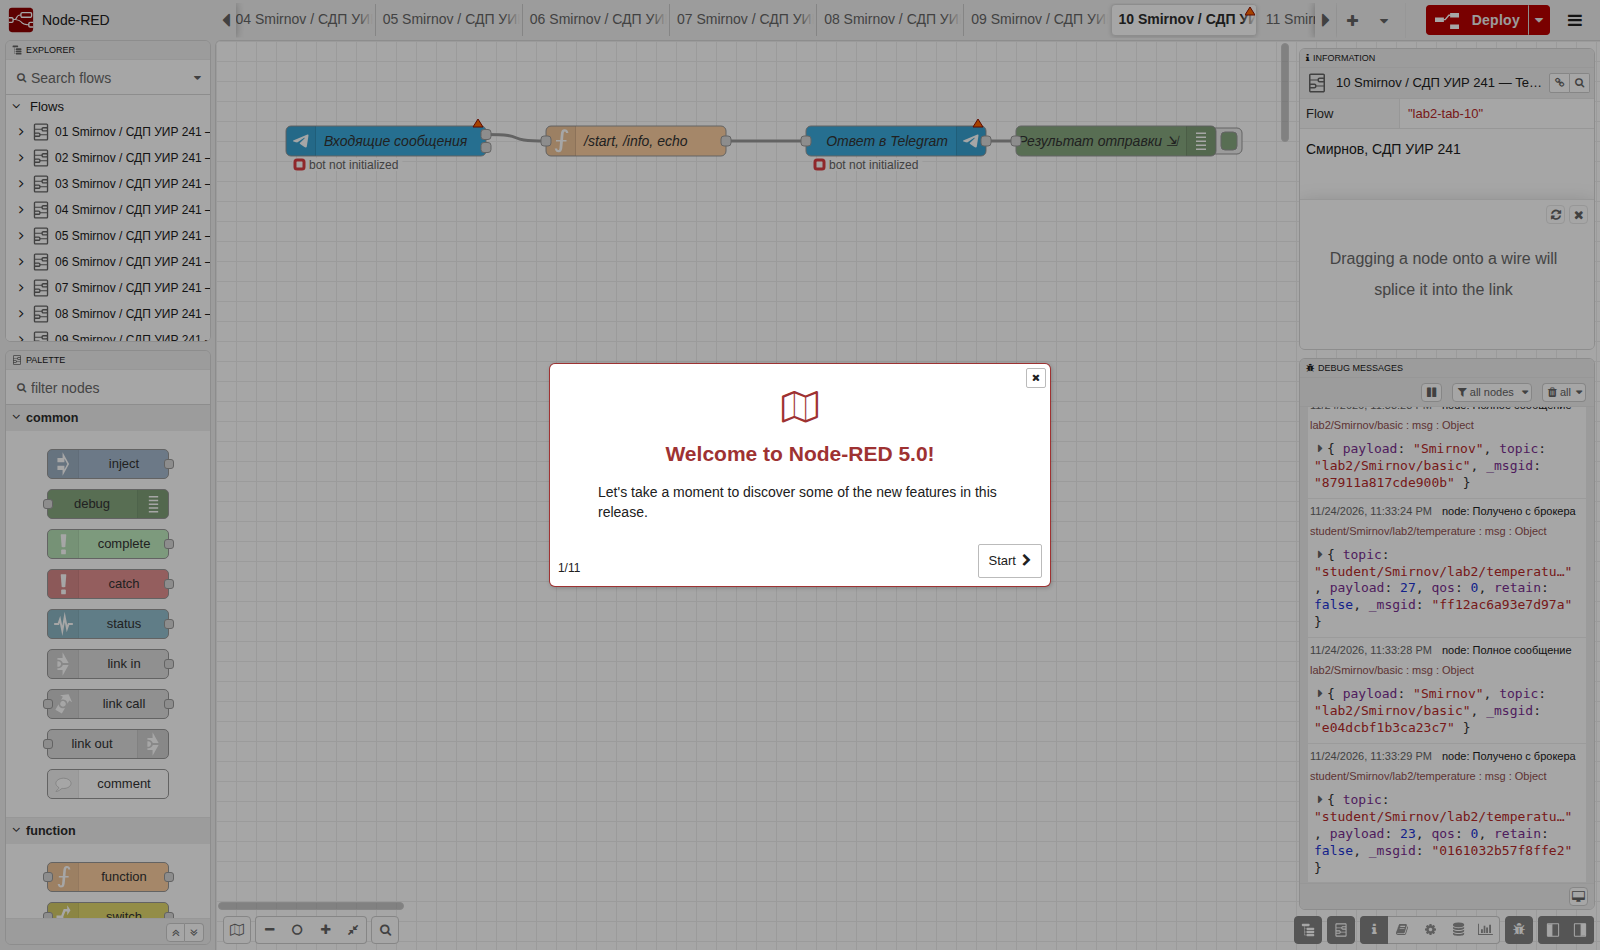 Node-RED
04 Smirnov / СДП УИ
05 Smirnov / СДП УИ
06 Smirnov / СДП УИ
07 Smirnov / СДП УИ
08 Smirnov / СДП УИ
09 Smirnov / СДП УИ
10 Smirnov / СДП У
11 Smirn
Deploy
EXPLORER
Search flows
Flows
01 Smirnov / СДП УИР 241 –
02 Smirnov / СДП УИР 241 –
03 Smirnov / СДП УИР 241 –
04 Smirnov / СДП УИР 241 –
05 Smirnov / СДП УИР 241 –
06 Smirnov / СДП УИР 241 –
07 Smirnov / СДП УИР 241 –
08 Smirnov / СДП УИР 241 –
09 Smirnov / СДП УИР 241 -
PALETTE
filter nodes
common
inject
debug
complete
catch
status
link in
link call
link out
comment
function
function
switch
Входящие сообщения
bot not initialized
/start, /info, echo
Ответ в Telegram
bot not initialized
Результат отправки
Welcome to Node-RED 5.0!
Let's take a moment to discover some of the new features in this
release.
1/11
Start
INFORMATION
10 Smirnov / СДП УИР 241 — Te...
Flow "lab2-tab-10"
Смирнов, СДП УИР 241
Dragging a node onto a wire will
splice it into the link
DEBUG MESSAGES
all nodes
all
node: Полное сообщение
lab2/Smirnov/basic : msg : Object
{ payload: "Smirnov", topic:
"lab2/Smirnov/basic", _msgid:
"87911a817cde900b" }
11/24/2026, 11:33:24 PM node: Получено с брокера
student/Smirnov/lab2/temperature : msg : Object
{ topic:
"student/Smirnov/lab2/temperatu…"
, payload: 27, qos: 0, retain:
false, _msgid: "ff12ac6a93e7d97a"
}
11/24/2026, 11:33:28 PM node: Полное сообщение
lab2/Smirnov/basic : msg : Object
{ payload: "Smirnov", topic:
"lab2/Smirnov/basic", _msgid:
"e04dcbf1b3ca23c7" }
11/24/2026, 11:33:29 PM node: Получено с брокера
student/Smirnov/lab2/temperature : msg : Object
{ topic:
"student/Smirnov/lab2/temperatu…"
, payload: 23, qos: 0, retain:
false, _msgid: "0161032b57f8ffe2"
}